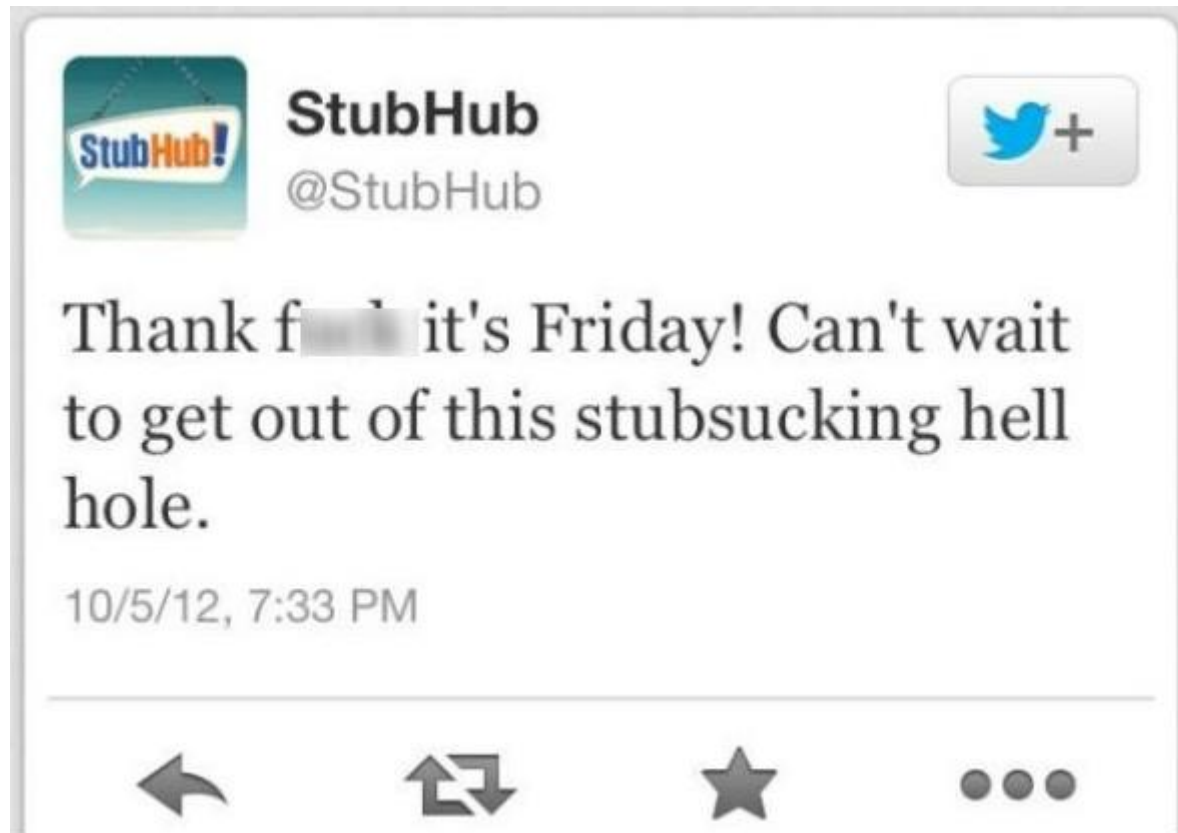 StubHub!
StubHub
@StubHub
+
Thank f it's Friday! Can't wait
to get out of this stubsucking hell
hole.
10/5/12, 7:33 PM